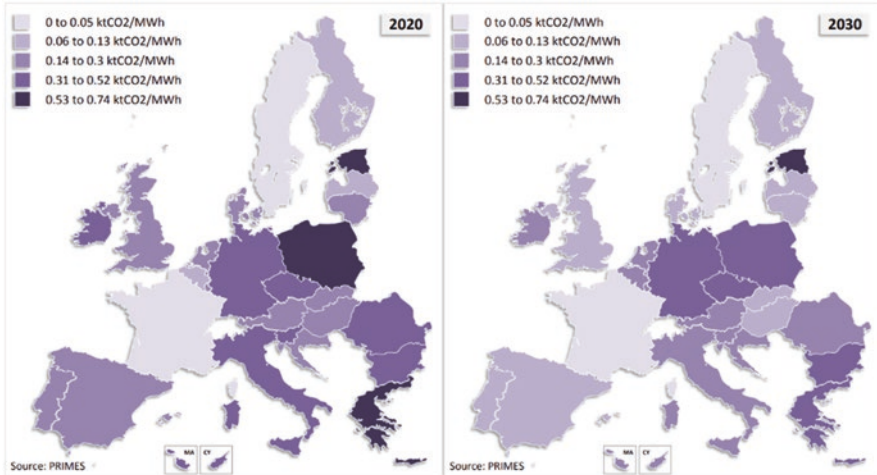 2020
0 to 0.05 ktCO2/MWh
0.06 to 0.13 ktCO2/MWh
0.14 to 0.3 ktCO2/MWh
0.31 to 0.52 ktCO2/MWh
0.53 to 0.74 ktCO2/MWh
MA CY
Source: PRIMES
2030
0 to 0.05 ktCO2/MWh
0.06 to 0.13 ktCO2/MWh
0.14 to 0.3 ktCO2/MWh
0.31 to 0.52 ktCO2/MWh
0.53 to 0.74 ktCO2/MWh
MA CY
Source: PRIMES